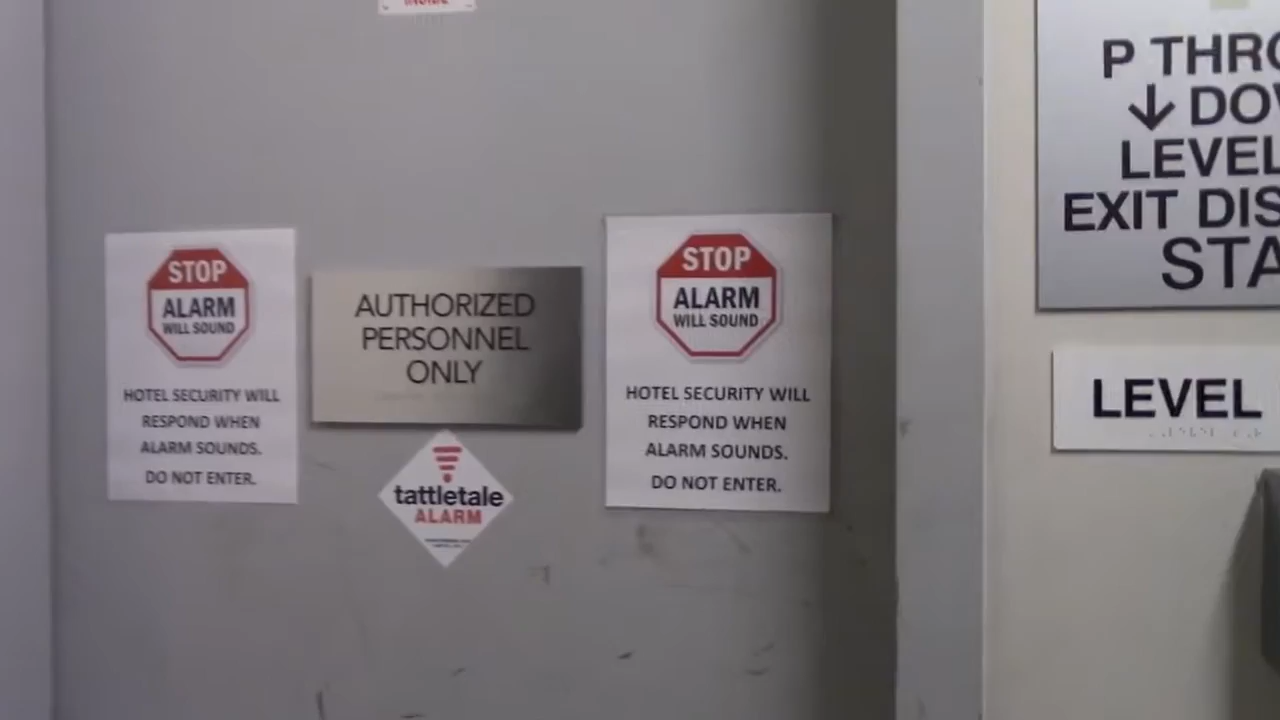 INSIDE
STOP
ALARM
WILL SOUND
HOTEL SECURITY WILL
RESPOND WHEN
ALARM SOUNDS.
DO NOT ENTER.
AUTHORIZED
PERSONNEL
ONLY
tattletale
ALARM
STOP
ALARM
WILL SOUND
HOTEL SECURITY WILL
RESPOND WHEN
ALARM SOUNDS.
DO NOT ENTER.
P THRO
↓ DOW
LEVEL
EXIT DIS
STA
LEVEL